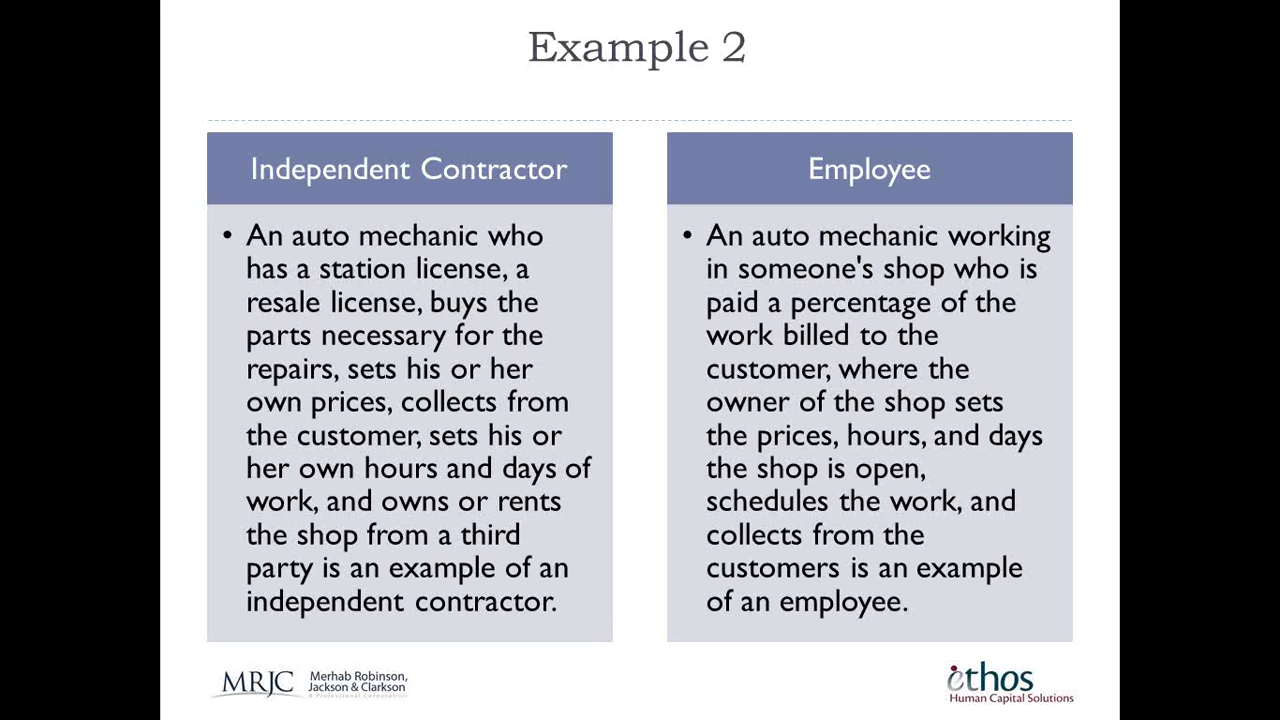 Example 2
Independent Contractor
• An auto mechanic who
has a station license, a
resale license, buys the
parts necessary for the
repairs, sets his or her
own prices, collects from
the customer, sets his or
her own hours and days of
work, and owns or rents
the shop from a third
party is an example of an
independent contractor.
Employee
• An auto mechanic working
in someone's shop who is
paid a percentage of the
work billed to the
customer, where the
owner of the shop sets
the prices, hours, and days
the shop is open,
schedules the work, and
collects from the
customers is an example
of an employee.
MRJC
Merhab Robinson,
Jackson & Clarkson
A Professional Corporation
ethos
Human Capital Solutions